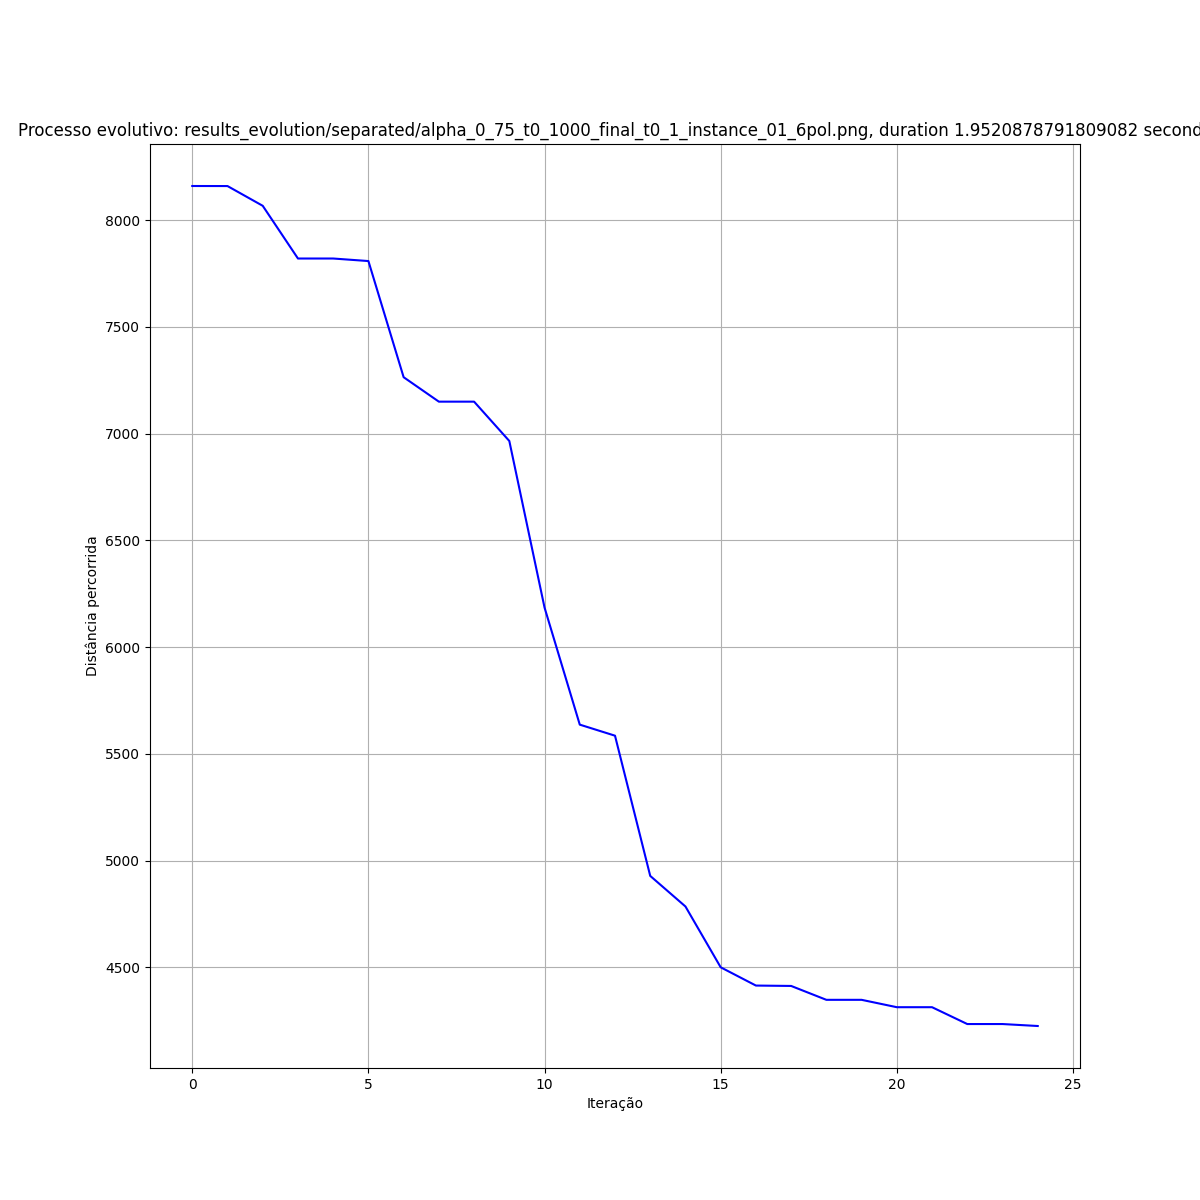 Processo evolutivo: results_evolution/separated/alpha_0_75_t0_1000_final_t0_1_instance_01_6pol.png, duration 1.9520878791809082 second
8000
7500
7000
6500
6000
5500
5000
4500
Distância percorrida
0 5 10 15 20 25
Iteração